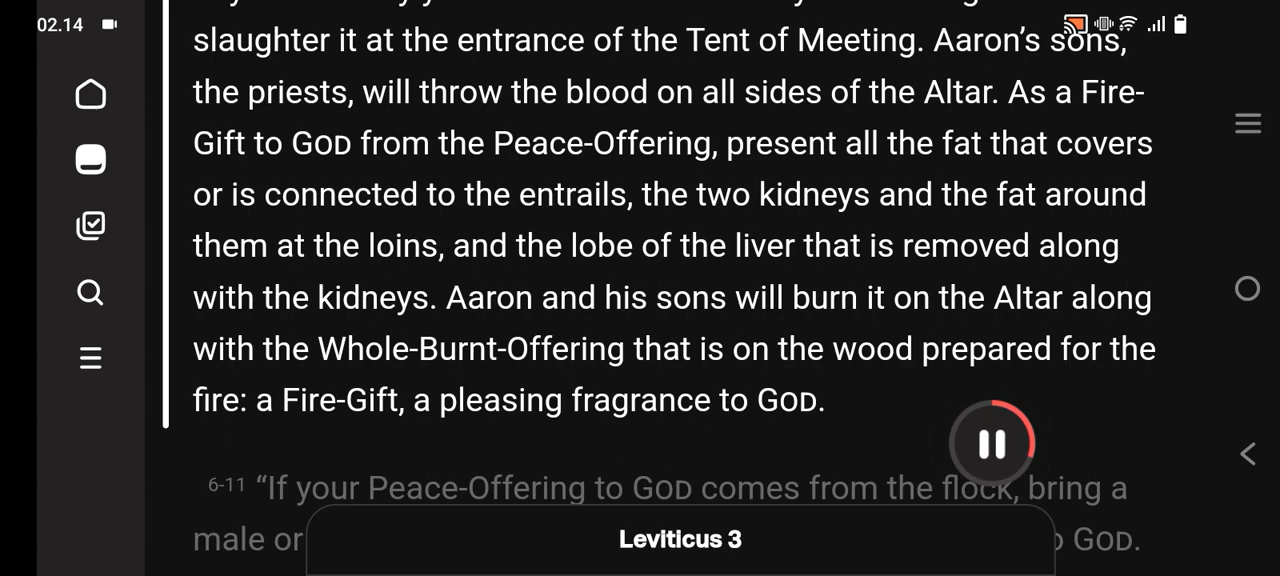 02.14
slaughter it at the entrance of the Tent of Meeting. Aaron’s sons,
the priests, will throw the blood on all sides of the Altar. As a Fire-
Gift to GOD from the Peace-Offering, present all the fat that covers
or is connected to the entrails, the two kidneys and the fat around
them at the loins, and the lobe of the liver that is removed along
with the kidneys. Aaron and his sons will burn it on the Altar along
with the Whole-Burnt-Offering that is on the wood prepared for the
fire: a Fire-Gift, a pleasing fragrance to GOD.
6-11 “If your Peace-Offering to GOD comes from the flock, bring a
male or GOD.
Leviticus 3